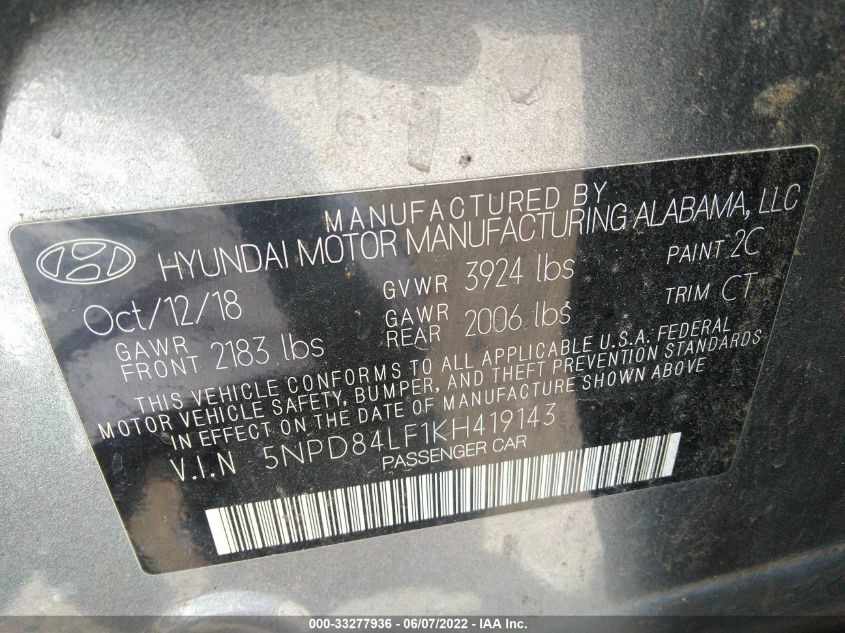 MANUFACTURED BY
HYUNDAI MOTOR MANUFACTURING ALABAMA, LLC
Oct/12/18 GVWR 3924 lbs PAINT 2C
GAWR FRONT 2183 lbs GAWR REAR 2006 lbs TRIM CT
THIS VEHICLE CONFORMS TO ALL APPLICABLE U.S.A. FEDERAL
MOTOR VEHICLE SAFETY, BUMPER, AND THEFT PREVENTION STANDARDS
IN EFFECT ON THE DATE OF MANUFACTURE SHOWN ABOVE
V.I.N 5NPD84LF1KH419143
PASSENGER CAR
000-33277936 - 06/07/2022 - IAA Inc.